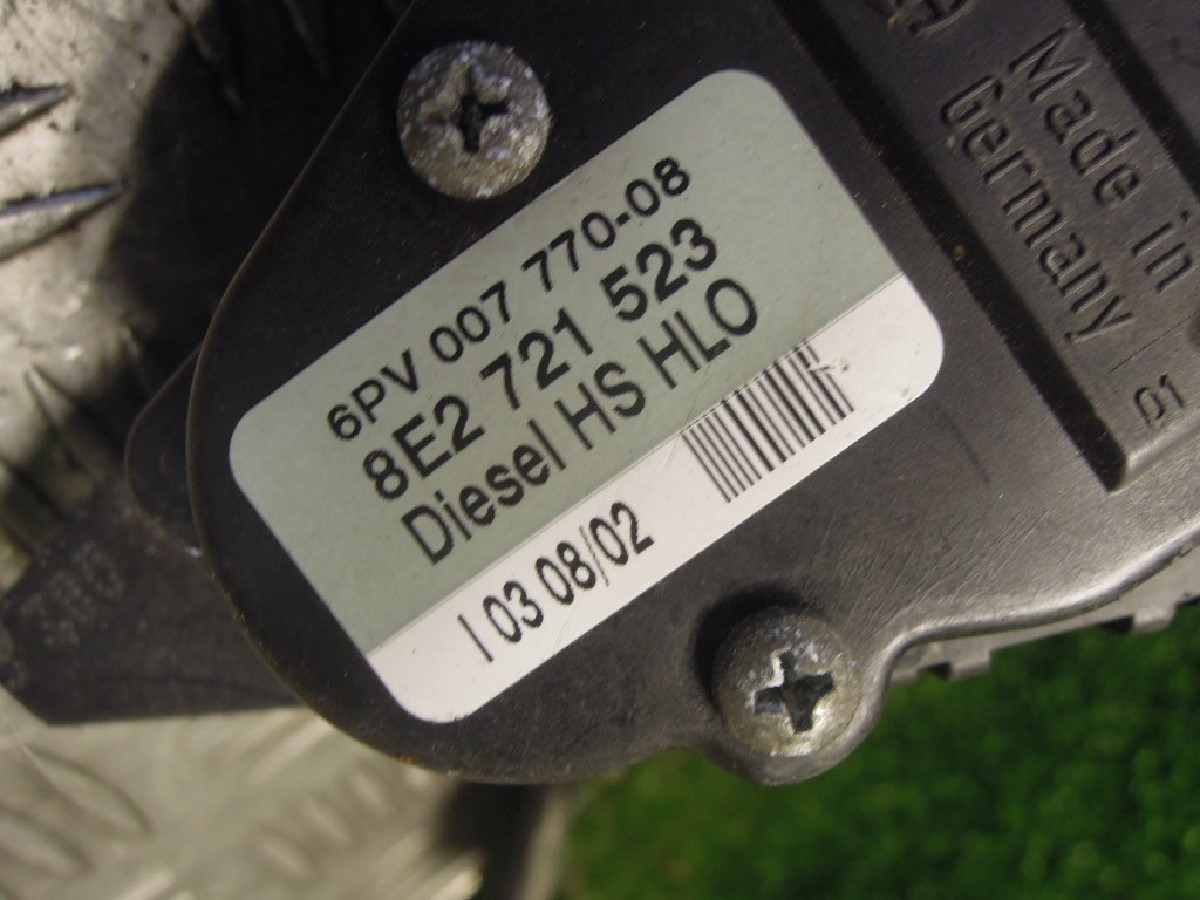 6PV 007 770-08
8E2 721 523
Diesel HS HLO
I 03 08/02
Made in
Germany
01